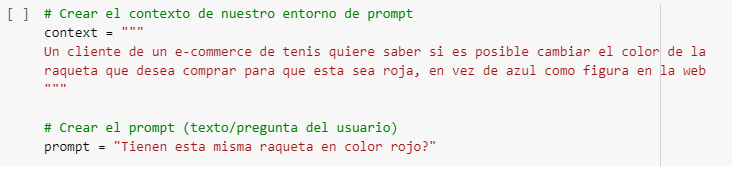 [ ] # Crear el contexto de nuestro entorno de prompt
context = """
Un cliente de un e-commerce de tenis quiere saber si es posible cambiar el color de la
raqueta que desea comprar para que esta sea roja, en vez de azul como figura en la web
"""
# Crear el prompt (texto/pregunta del usuario)
prompt = "Tienen esta misma raqueta en color rojo?"